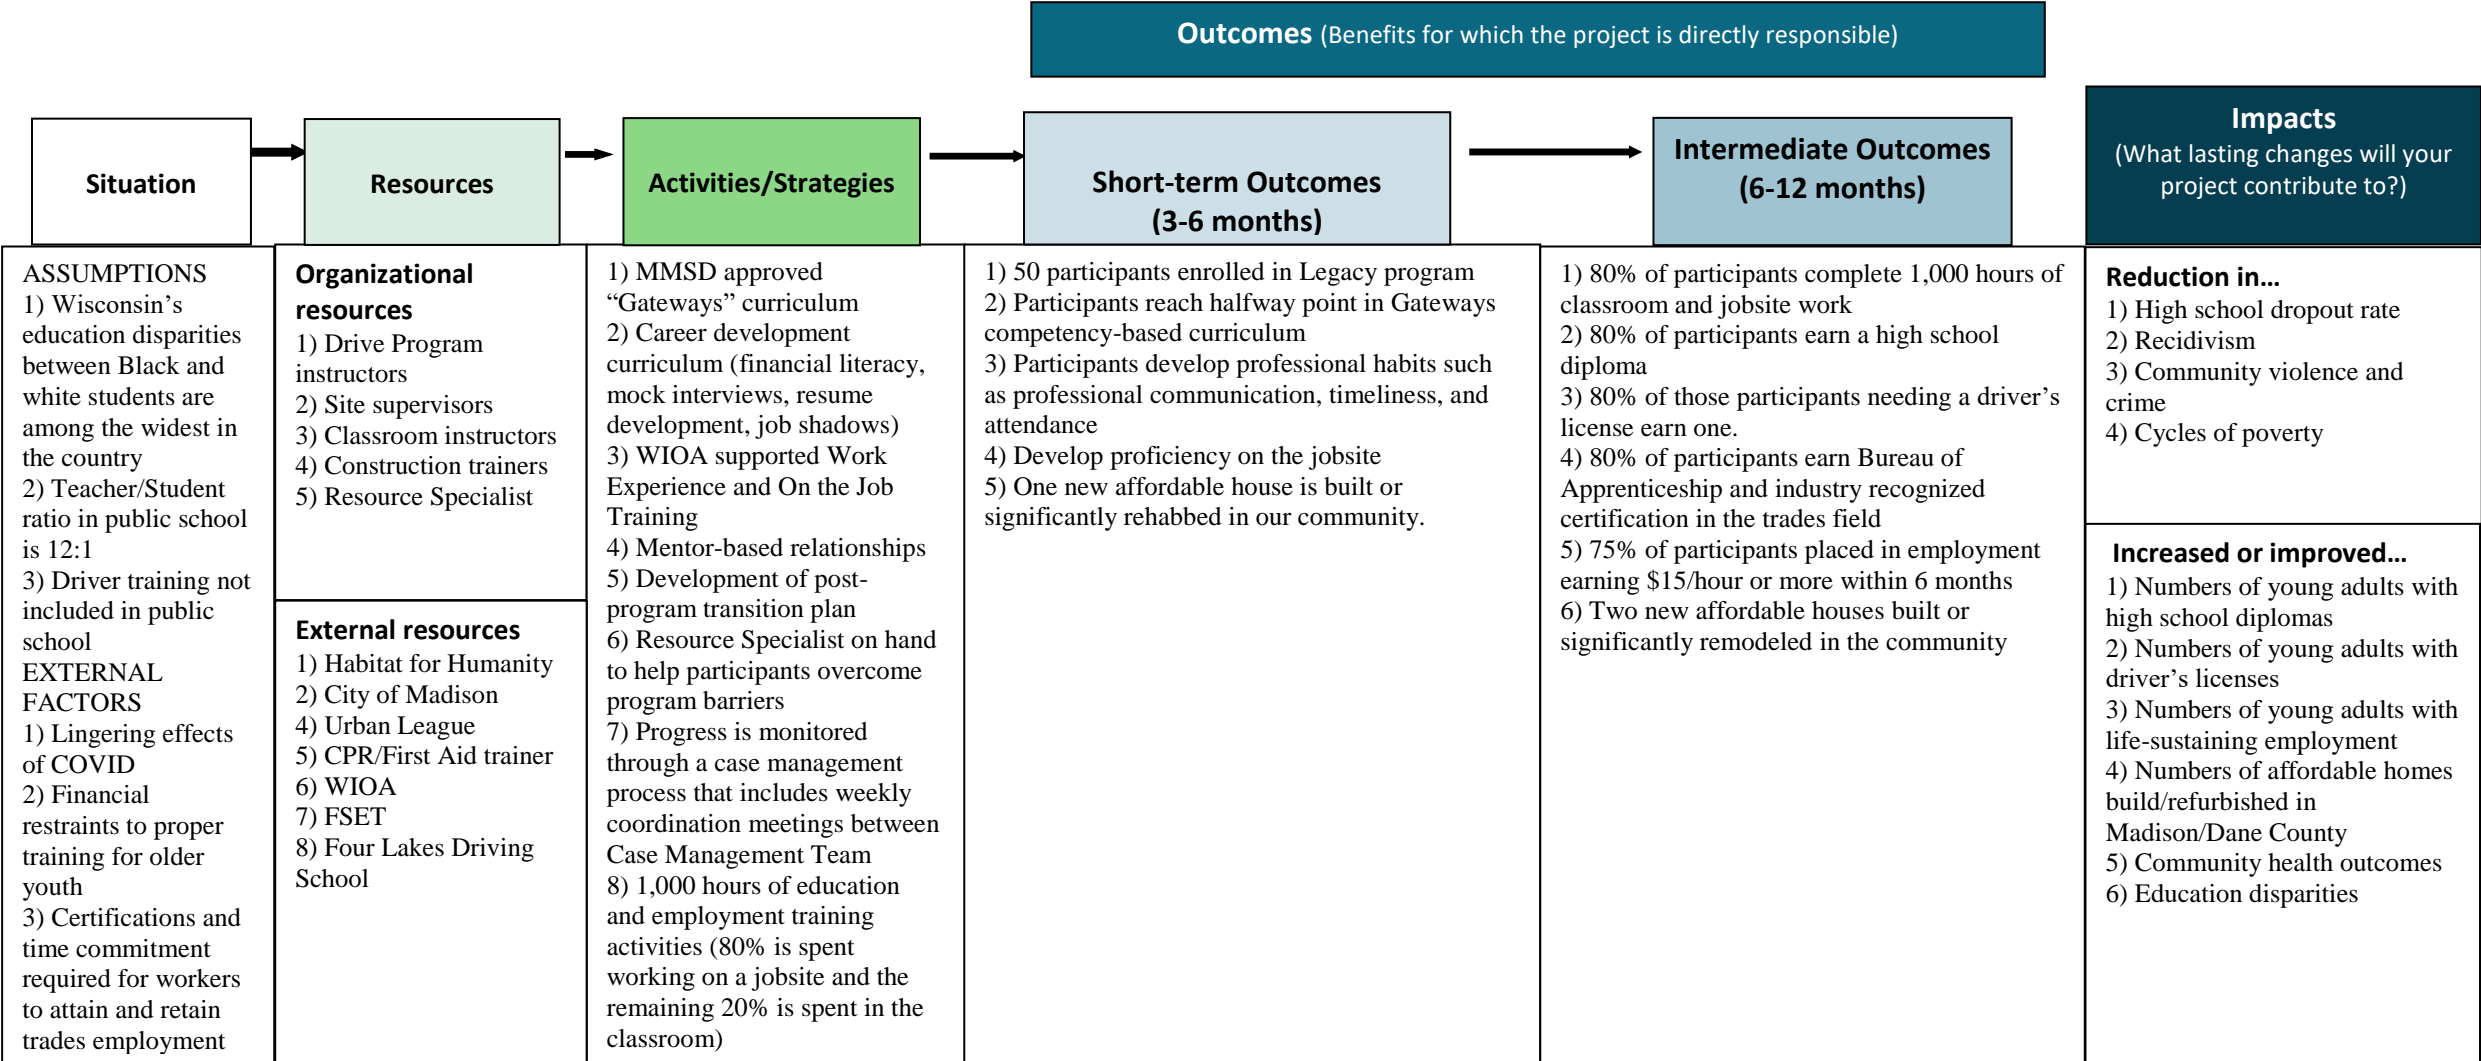 Outcomes (Benefits for which the project is directly responsible)
Situation
Resources
Activities/Strategies
Short-term Outcomes
(3-6 months)
Intermediate Outcomes
(6-12 months)
Impacts
(What lasting changes will your
project contribute to?)
ASSUMPTIONS
1) Wisconsin’s
education disparities
between Black and
white students are
among the widest in
the country
2) Teacher/Student
ratio in public school
is 12:1
3) Driver training not
included in public
school
EXTERNAL
FACTORS
1) Lingering effects
of COVID
2) Financial
restraints to proper
training for older
youth
3) Certifications and
time commitment
required for workers
to attain and retain
trades employment
Organizational
resources
1) Drive Program
instructors
2) Site supervisors
3) Classroom instructors
4) Construction trainers
5) Resource Specialist
External resources
1) Habitat for Humanity
2) City of Madison
4) Urban League
5) CPR/First Aid trainer
6) WIOA
7) FSET
8) Four Lakes Driving
School
1) MMSD approved
“Gateways” curriculum
2) Career development
curriculum (financial literacy,
mock interviews, resume
development, job shadows)
3) WIOA supported Work
Experience and On the Job
Training
4) Mentor-based relationships
5) Development of post-
program transition plan
6) Resource Specialist on hand
to help participants overcome
program barriers
7) Progress is monitored
through a case management
process that includes weekly
coordination meetings between
Case Management Team
8) 1,000 hours of education
and employment training
activities (80% is spent
working on a jobsite and the
remaining 20% is spent in the
classroom)
1) 50 participants enrolled in Legacy program
2) Participants reach halfway point in Gateways
competency-based curriculum
3) Participants develop professional habits such
as professional communication, timeliness, and
attendance
4) Develop proficiency on the jobsite
5) One new affordable house is built or
significantly rehabbed in our community.
1) 80% of participants complete 1,000 hours of
classroom and jobsite work
2) 80% of participants earn a high school
diploma
3) 80% of those participants needing a driver’s
license earn one.
4) 80% of participants earn Bureau of
Apprenticeship and industry recognized
certification in the trades field
5) 75% of participants placed in employment
earning $15/hour or more within 6 months
6) Two new affordable houses built or
significantly remodeled in the community
Reduction in…
1) High school dropout rate
2) Recidivism
3) Community violence and
crime
4) Cycles of poverty
Increased or improved…
1) Numbers of young adults with
high school diplomas
2) Numbers of young adults with
driver’s licenses
3) Numbers of young adults with
life-sustaining employment
4) Numbers of affordable homes
build/refurbished in
Madison/Dane County
5) Community health outcomes
6) Education disparities